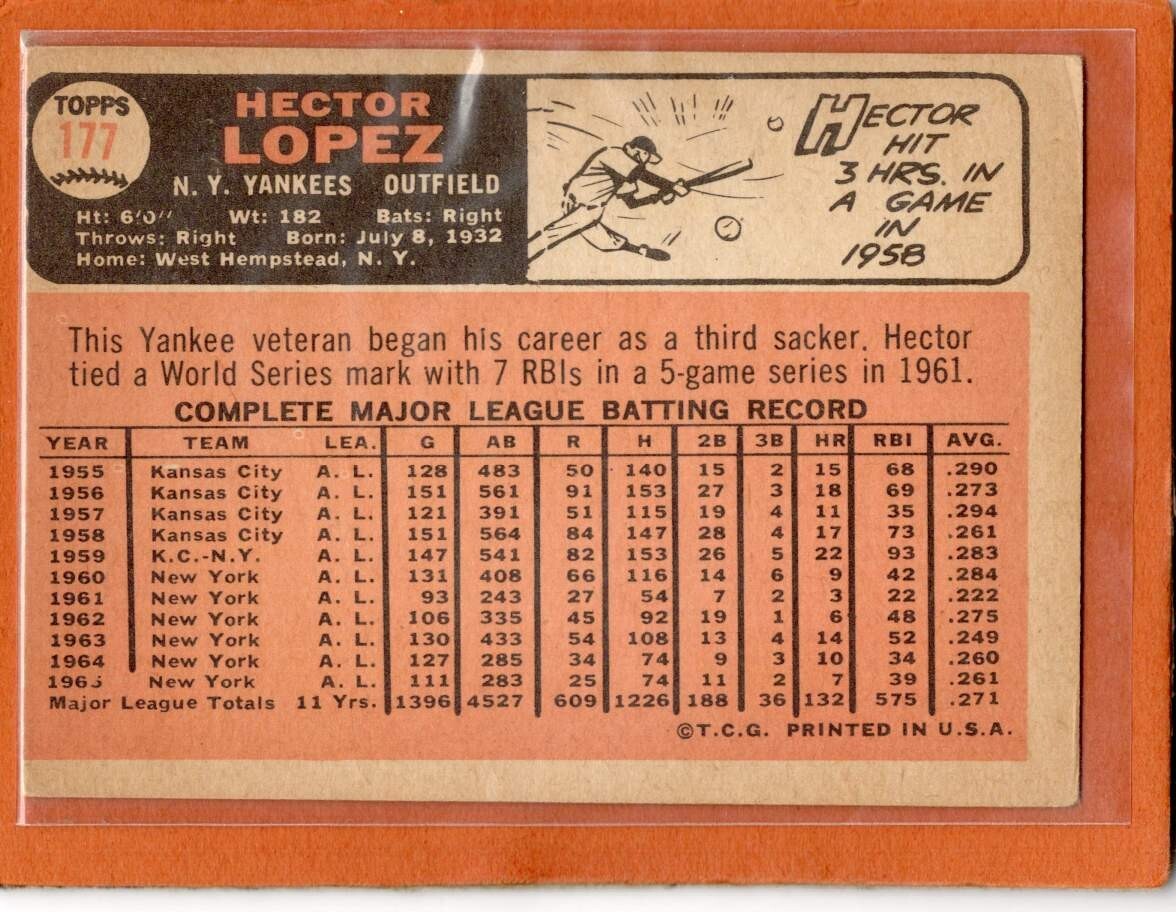 TOPPS
177
HECTOR
LOPEZ
N. Y. YANKEES OUTFIELD
Ht: 6'0" Wt: 182 Bats: Right
Throws: Right Born: July 8, 1932
Home: West Hempstead, N. Y.
HECTOR
HIT
3 HRS. IN
A GAME
IN
1958
This Yankee veteran began his career as a third sacker. Hector
tied a World Series mark with 7 RBIs in a 5-game series in 1961.
COMPLETE MAJOR LEAGUE BATTING RECORD
YEAR TEAM LEA. G AB R H 2B 3B HR RBI AVG.
1955 Kansas City A. L. 128 483 50 140 15 2 15 68 .290
1956 Kansas City A. L. 151 561 91 153 27 3 18 69 .273
1957 Kansas City A. L. 121 391 51 115 19 4 11 35 .294
1958 Kansas City A. L. 151 564 84 147 28 4 17 73 .261
1959 K.C.-N.Y. A. L. 147 541 82 153 26 5 22 93 .283
1960 New York A. L. 131 408 66 116 14 6 9 42 .284
1961 New York A. L. 93 243 27 54 7 2 3 22 .222
1962 New York A. L. 106 335 45 92 19 1 6 48 .275
1963 New York A. L. 130 433 54 108 13 4 14 52 .249
1964 New York A. L. 127 285 34 74 9 3 10 34 .260
1965 New York A. L. 111 283 25 74 11 2 7 39 .261
Major League Totals 11 Yrs. 1396 4527 609 1226 188 36 132 575 .271
©T.C.G. PRINTED IN U.S.A.